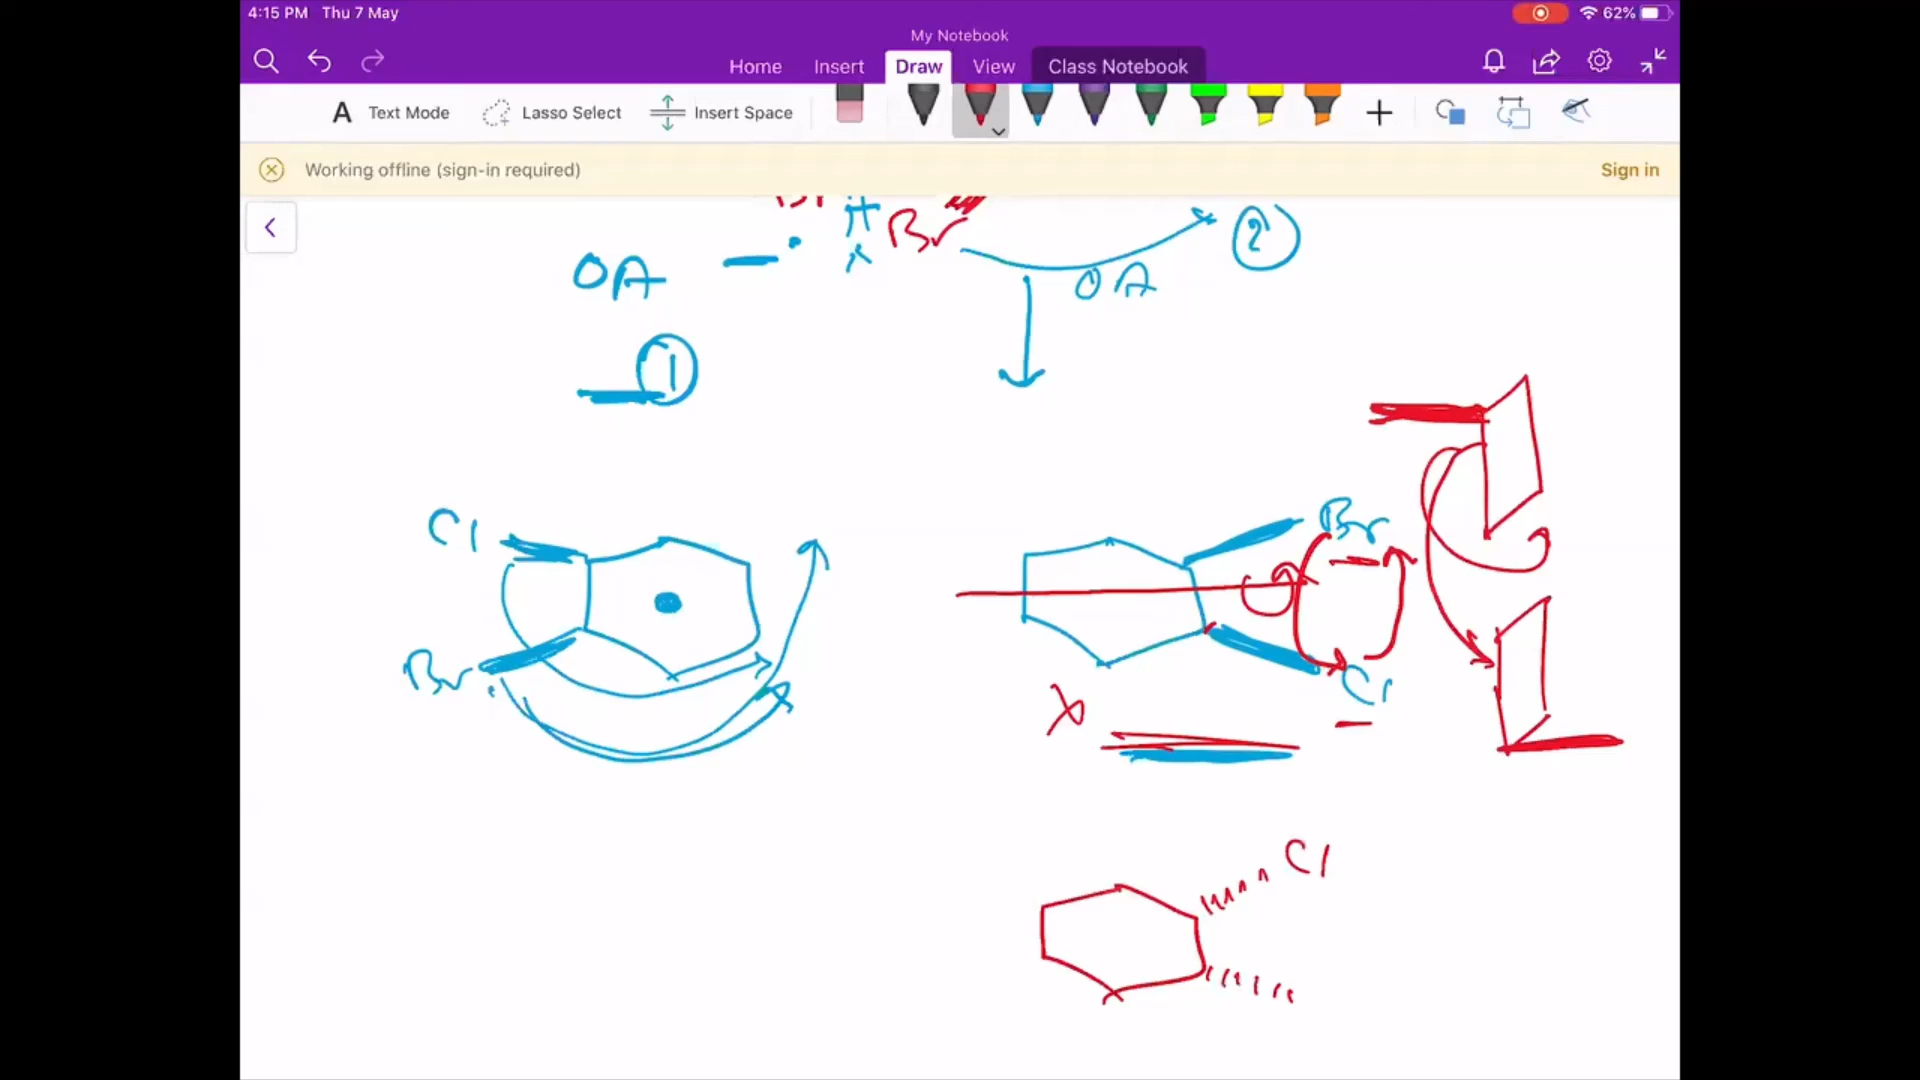 4:15 PM Thu 7 May
62%
My Notebook
Home Insert Draw View Class Notebook
A Text Mode Lasso Select Insert Space
Working offline (sign-in required) Sign in
Br
H
OA Br
OA
2
1
Cl
Br
Br
Cl
Cl